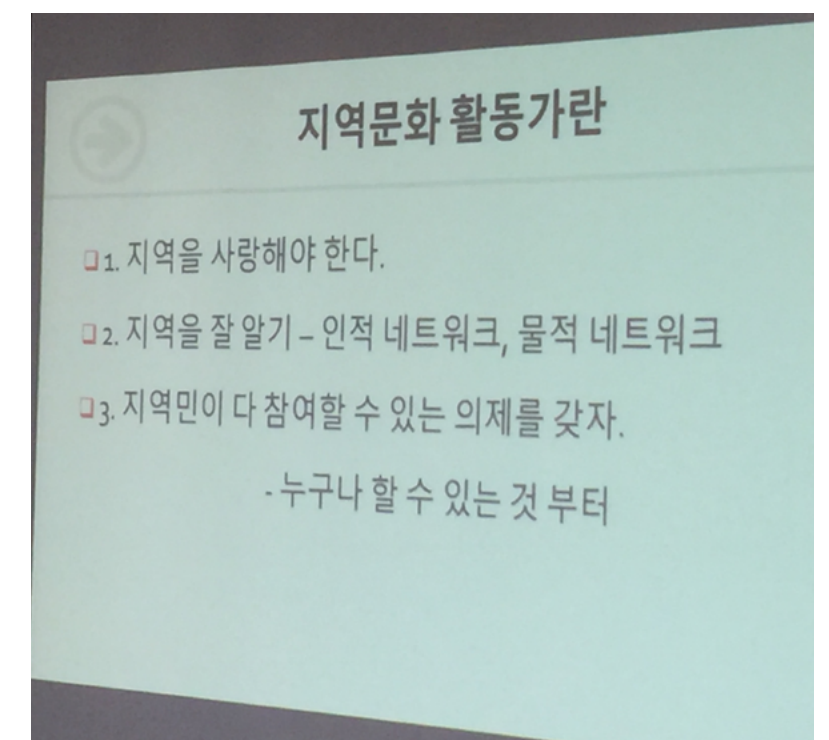 지역문화 활동가란
1. 지역을 사랑해야 한다.
2. 지역을 잘 알기 – 인적 네트워크, 물적 네트워크
3. 지역민이 다 참여할 수 있는 의제를 갖자.
- 누구나 할 수 있는 것 부터